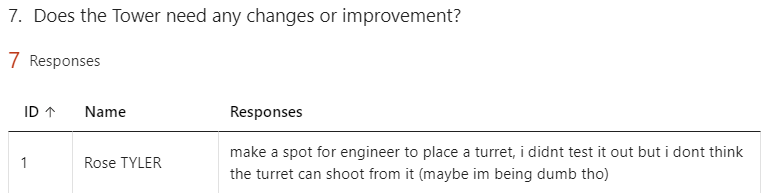 7. Does the Tower need any changes or improvement?
7 Responses
ID ↑ Name Responses
1 Rose TYLER make a spot for engineer to place a turret, i didnt test it out but i dont think
the turret can shoot from it (maybe im being dumb tho)